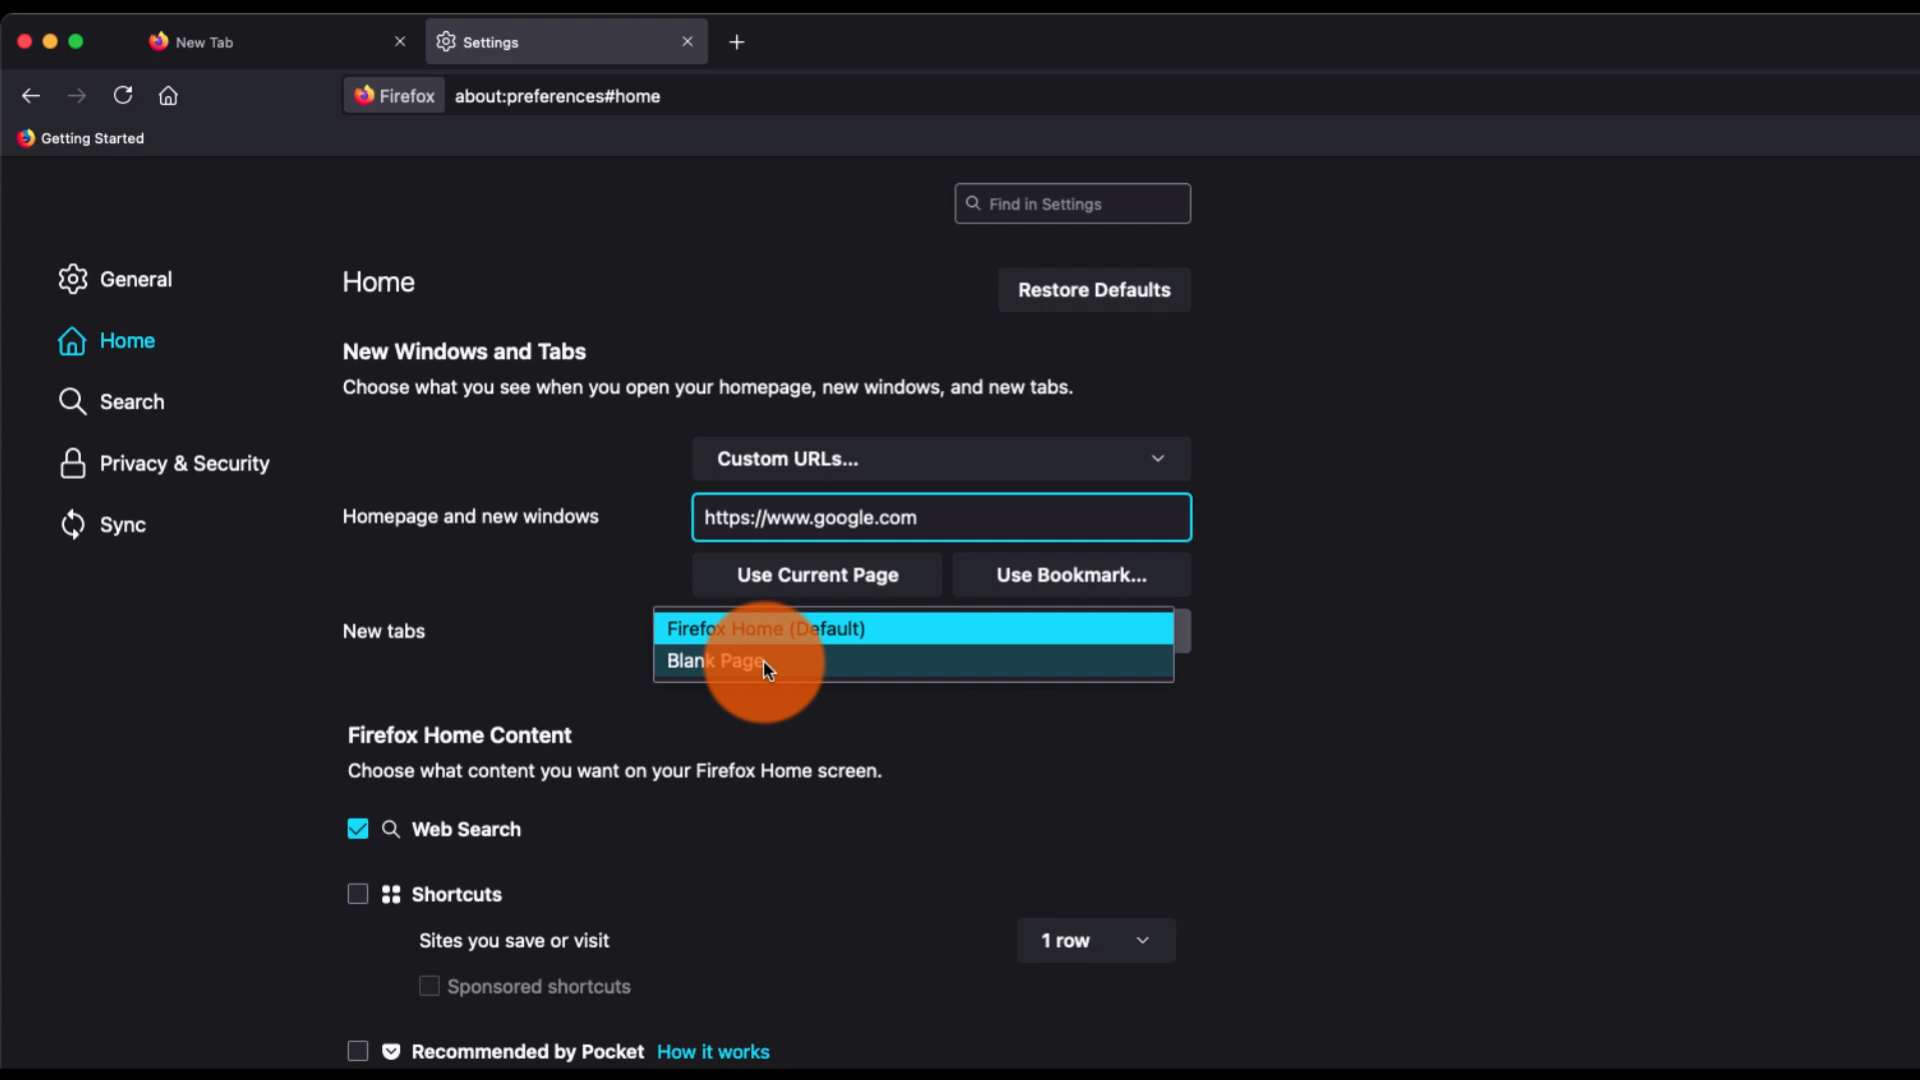 New Tab
Settings
Firefox about:preferences#home
Getting Started
Find in Settings
General
Home
Search
Privacy & Security
Sync
Home
Restore Defaults
New Windows and Tabs
Choose what you see when you open your homepage, new windows, and new tabs.
Custom URLs...
Homepage and new windows
https://www.google.com
Use Current Page
Use Bookmark...
New tabs
Firefox Home (Default)
Blank Page
Firefox Home Content
Choose what content you want on your Firefox Home screen.
Web Search
Shortcuts
Sites you save or visit
1 row
Sponsored shortcuts
Recommended by Pocket How it works